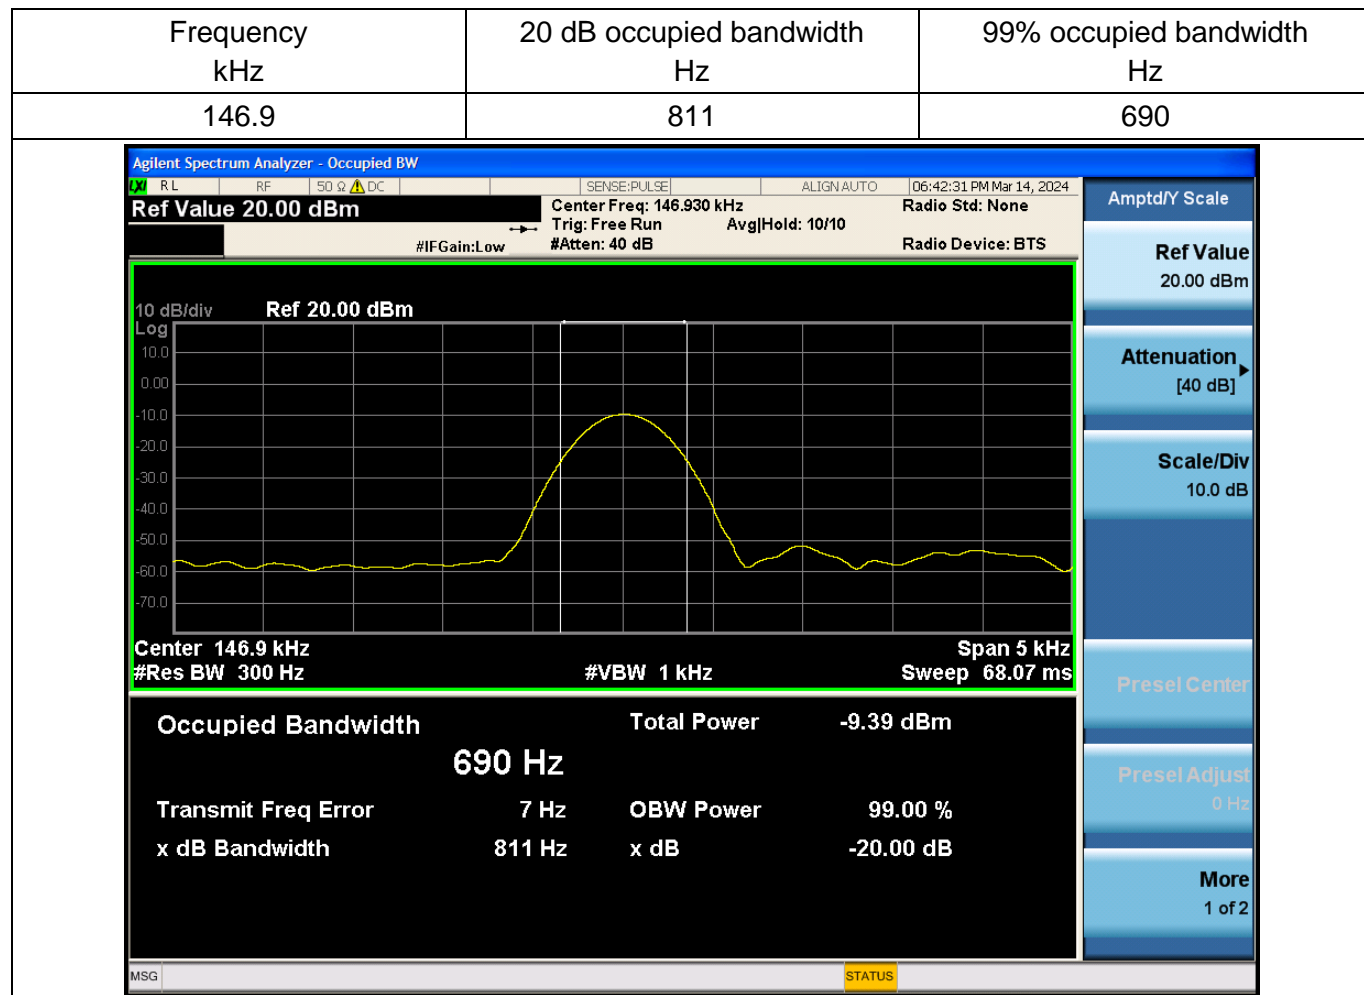 Frequency
kHz
20 dB occupied bandwidth
Hz
99% occupied bandwidth
Hz
146.9
811
690
Agilent Spectrum Analyzer - Occupied BW
LXI RL RF 50 Ω DC SENSE:PULSE ALIGN AUTO 06:42:31 PM Mar 14, 2024
Ref Value 20.00 dBm
Center Freq: 146.930 kHz
Radio Std: None
Trig: Free Run
Avg|Hold: 10/10
#IFGain:Low
#Atten: 40 dB
Radio Device: BTS
10 dB/div
Ref 20.00 dBm
Log
10.0
0.00
-10.0
-20.0
-30.0
-40.0
-50.0
-60.0
-70.0
Center 146.9 kHz
Span 5 kHz
#Res BW 300 Hz
#VBW 1 kHz
Sweep 68.07 ms
Occupied Bandwidth
690 Hz
Total Power -9.39 dBm
Transmit Freq Error 7 Hz
OBW Power 99.00 %
x dB Bandwidth 811 Hz
x dB -20.00 dB
MSG
STATUS
Amptd/Y Scale
Ref Value
20.00 dBm
Attenuation
[40 dB]
Scale/Div
10.0 dB
Presel Center
Presel Adjust
0 Hz
More
1 of 2